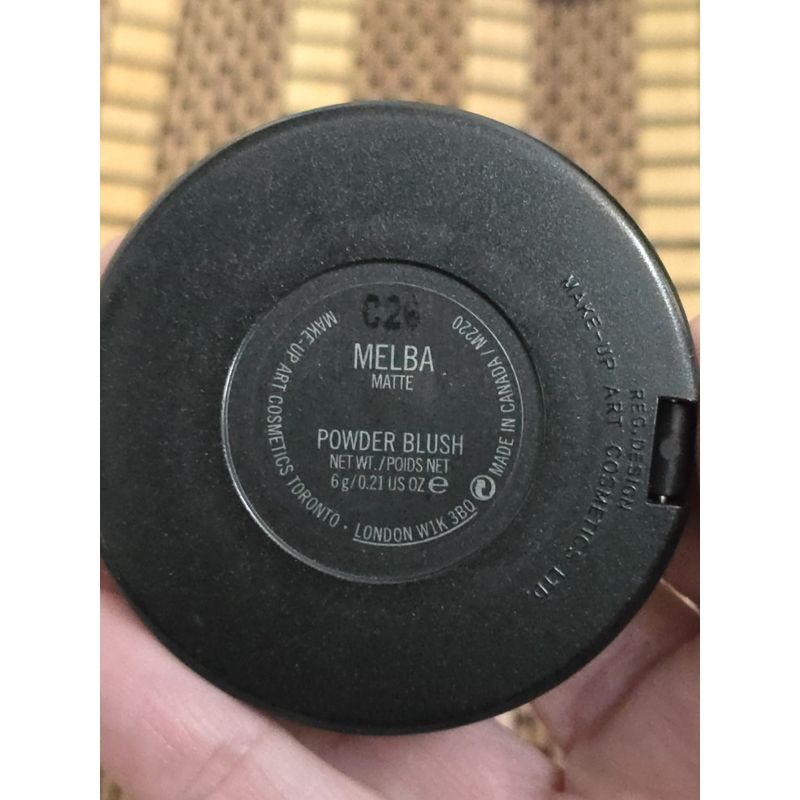 MELBA
MATTE
POWDER BLUSH
NET WT./POIDS NET
6 g/0.21 US OZ e
MAKE-UP ART COSMETICS TORONTO · LONDON W1K 3BQ
MADE IN CANADA / M220
MAKE-UP ART COSMETICS LTD.
REG.DESIGN